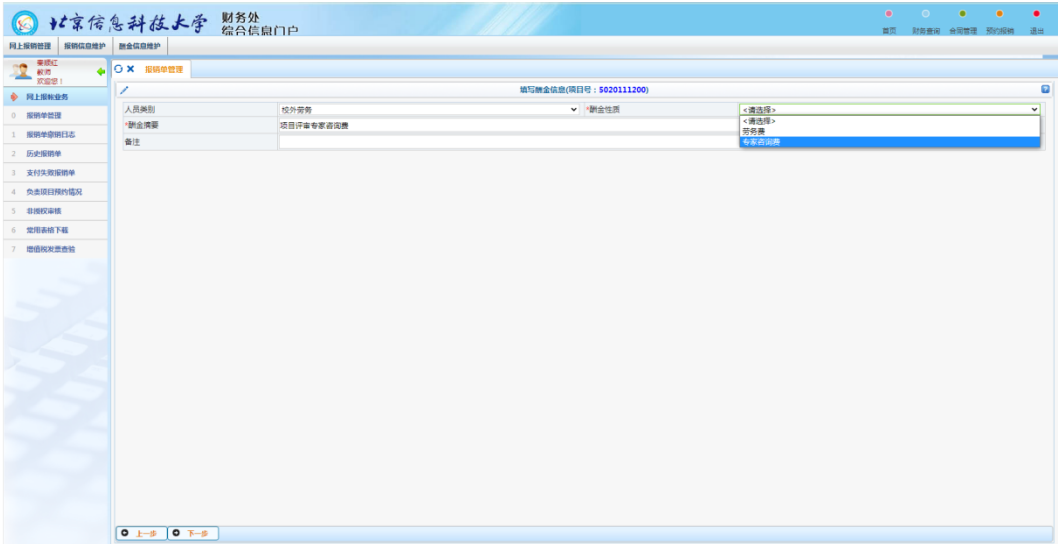 北京信息科技大学 财务处
综合信息门户
首页 财务查询 合同管理 预约报销 退出
网上报销管理 报销信息维护 酬金信息维护
教师
欢迎您！
报销单管理
网上报账业务
0 报销单管理
1 报销单撤销日志
2 历史报销单
3 支付失败报销单
4 负责项目预约情况
5 非授权审核
6 常用表格下载
7 增值税发票查验
填写酬金信息(项目号：5020111200)
人员类别 校外劳务 *酬金性质 <请选择>
*酬金摘要 项目评审专家咨询费
备注
<请选择>
劳务费
专家咨询费
上一步 下一步